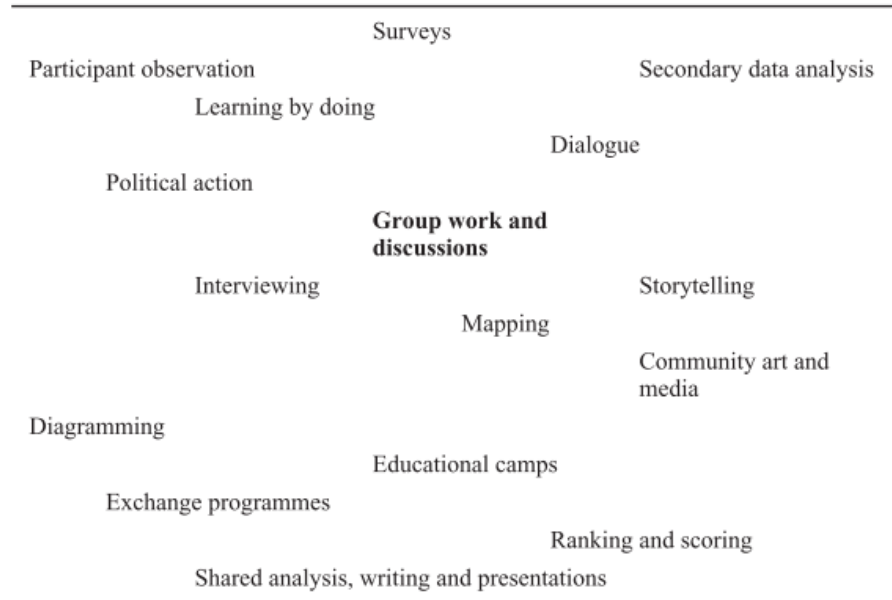 Surveys
Participant observation Secondary data analysis
Learning by doing
Dialogue
Political action
Group work and
discussions
Interviewing Storytelling
Mapping
Community art and
media
Diagramming
Educational camps
Exchange programmes
Ranking and scoring
Shared analysis, writing and presentations